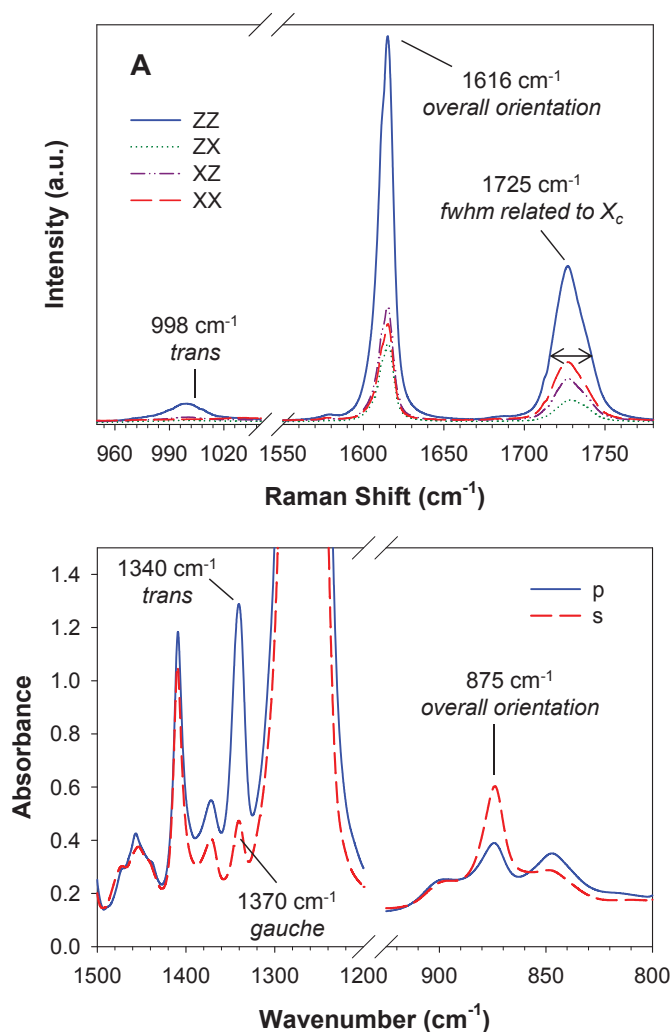 A
1616 cm-1
overall orientation
ZZ
ZX
XZ
XX
1725 cm-1
fwhm related to Xc
998 cm-1
trans
Intensity (a.u.)
960
990
1020
1550
1600
1650
1700
1750
Raman Shift (cm-1)
1340 cm-1
trans
p
s
875 cm-1
overall orientation
1370 cm-1
gauche
Absorbance
1.4
1.2
1.0
0.8
0.6
0.4
0.2
0.0
1500
1400
1300
1200
900
850
800
Wavenumber (cm-1)